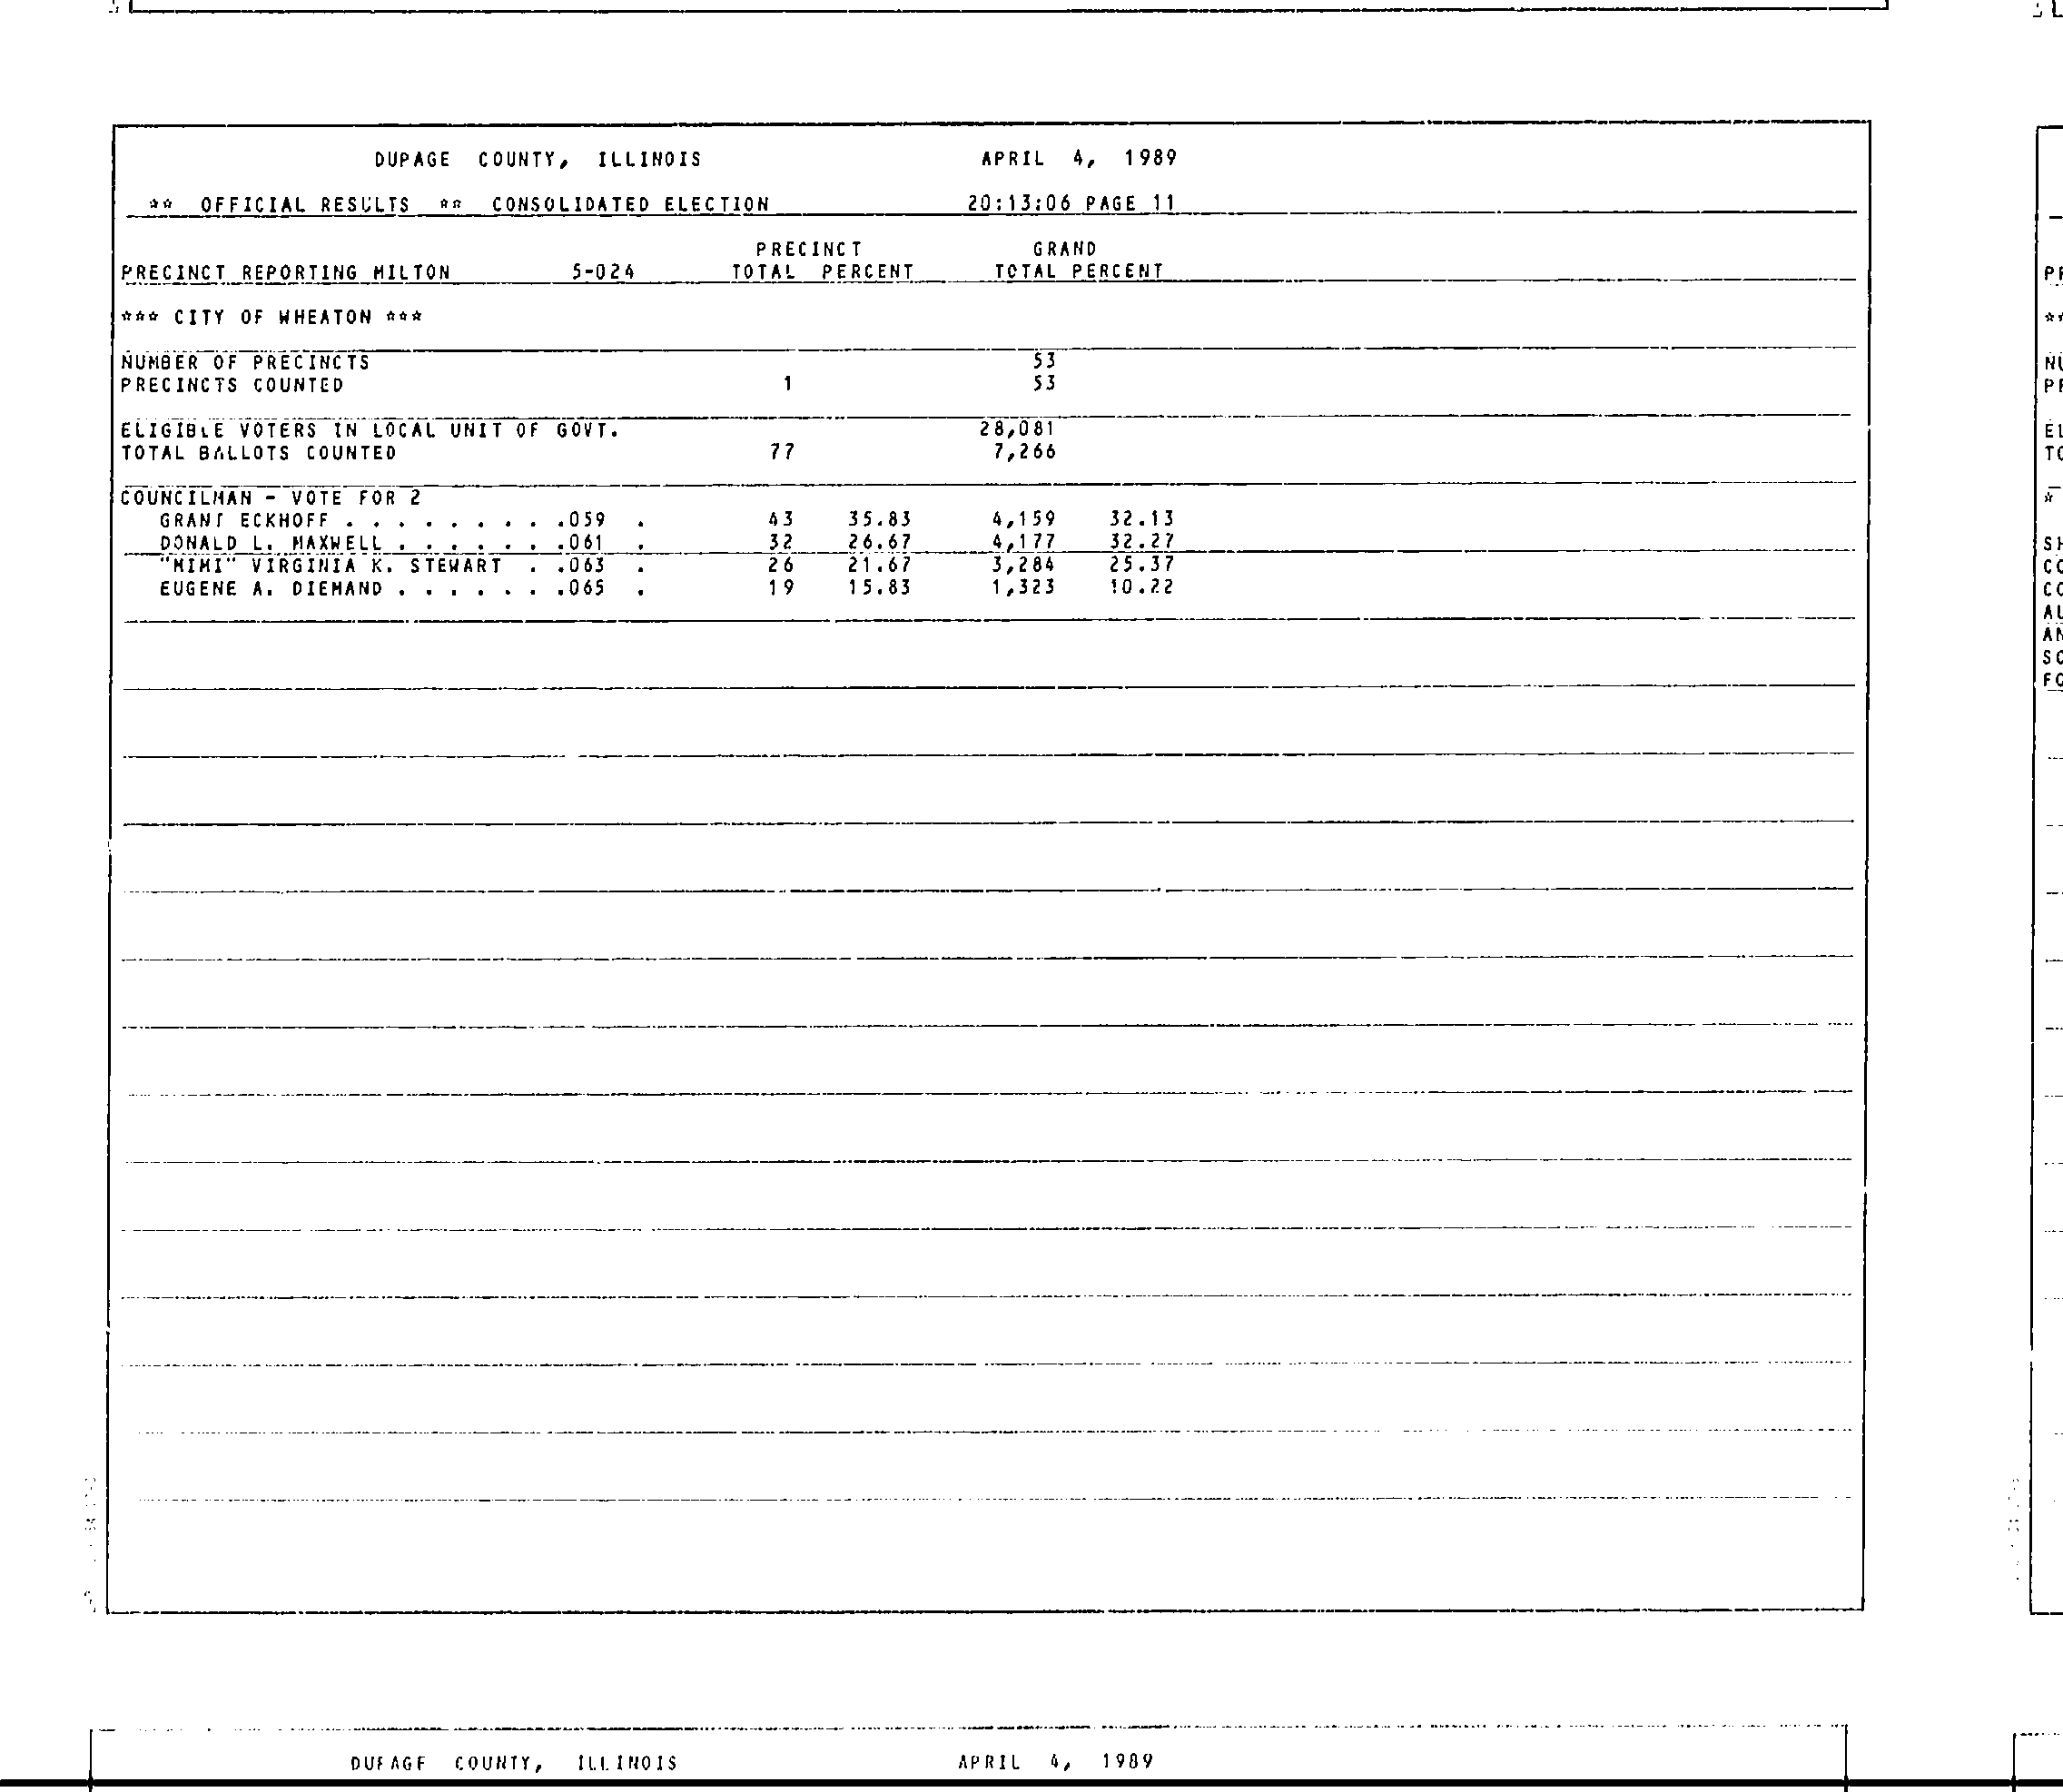 DUPAGE COUNTY, ILLINOIS APRIL 4, 1989
** OFFICIAL RESULTS ** CONSOLIDATED ELECTION 20:13:06 PAGE 11
PRECINCT GRAND
PRECINCT REPORTING MILTON 5-024 TOTAL PERCENT TOTAL PERCENT
*** CITY OF WHEATON ***
NUMBER OF PRECINCTS 53
PRECINCTS COUNTED 1 53
ELIGIBLE VOTERS IN LOCAL UNIT OF GOVT. 28,081
TOTAL BALLOTS COUNTED 77 7,266
COUNCILMAN - VOTE FOR 2
GRANT ECKHOFF . . . . . . . . . .059 . 43 35.83 4,159 32.13
DONALD L. MAXWELL . . . . . . . .061 . 32 26.67 4,177 32.27
"MIMI" VIRGINIA K. STEWART . . .063 . 26 21.67 3,284 25.37
EUGENE A. DIEMAND . . . . . . . .065 . 19 15.83 1,323 10.22
DUPAGE COUNTY, ILLINOIS APRIL 4, 1989